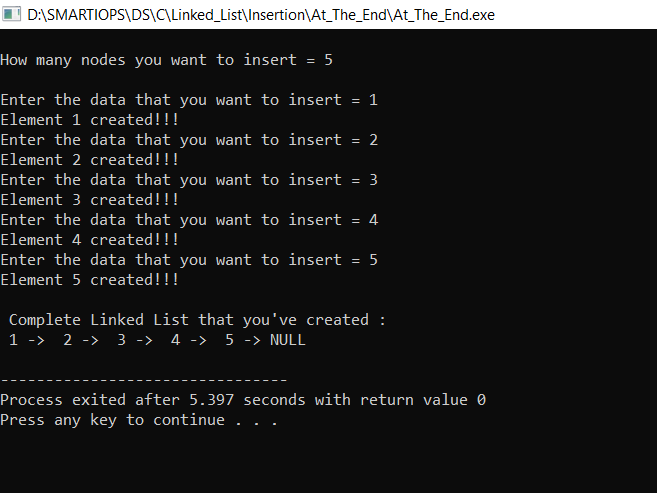 D:\SMARTIOPS\DS\C\Linked_List\Insertion\At_The_End\At_The_End.exe
How many nodes you want to insert = 5
Enter the data that you want to insert = 1
Element 1 created!!!
Enter the data that you want to insert = 2
Element 2 created!!!
Enter the data that you want to insert = 3
Element 3 created!!!
Enter the data that you want to insert = 4
Element 4 created!!!
Enter the data that you want to insert = 5
Element 5 created!!!
Complete Linked List that you've created :
1 ->  2 ->  3 ->  4 ->  5 -> NULL
--------------------------------
Process exited after 5.397 seconds with return value 0
Press any key to continue . . .